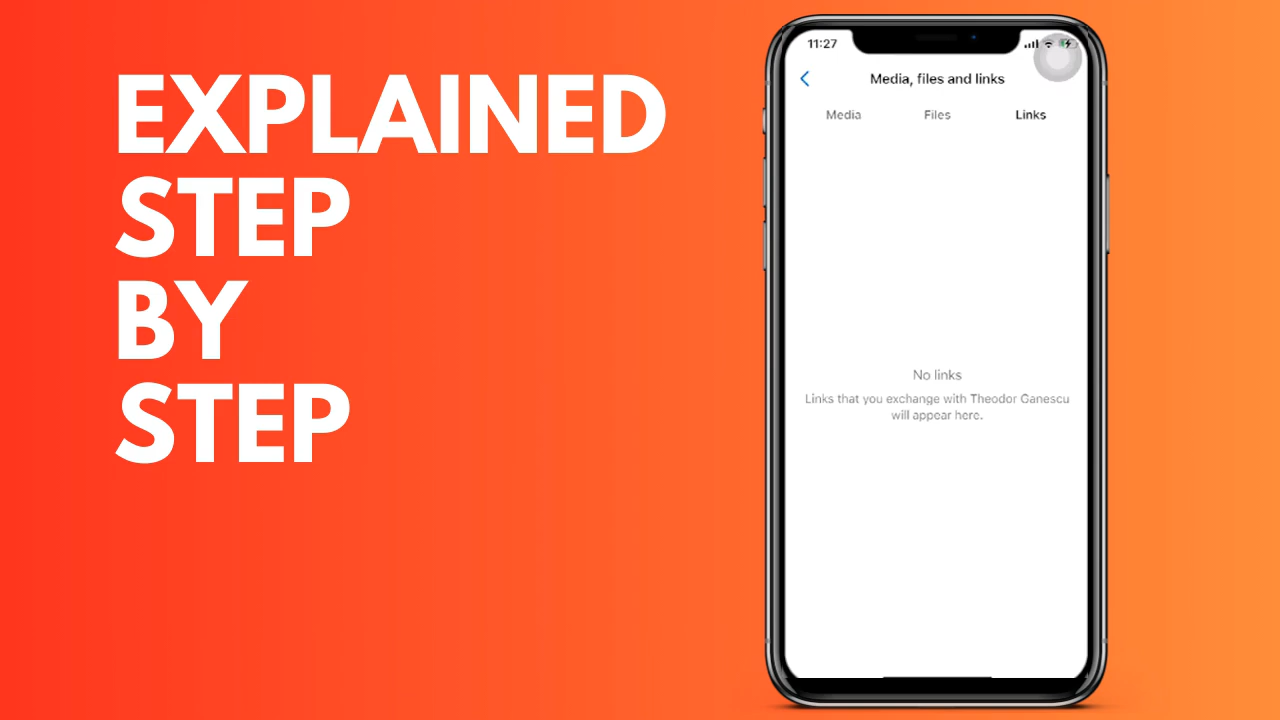 EXPLAINED
STEP
BY
STEP
11:27
Media, files and links
Media Files Links
No links
Links that you exchange with Theodor Ganescu
will appear here.